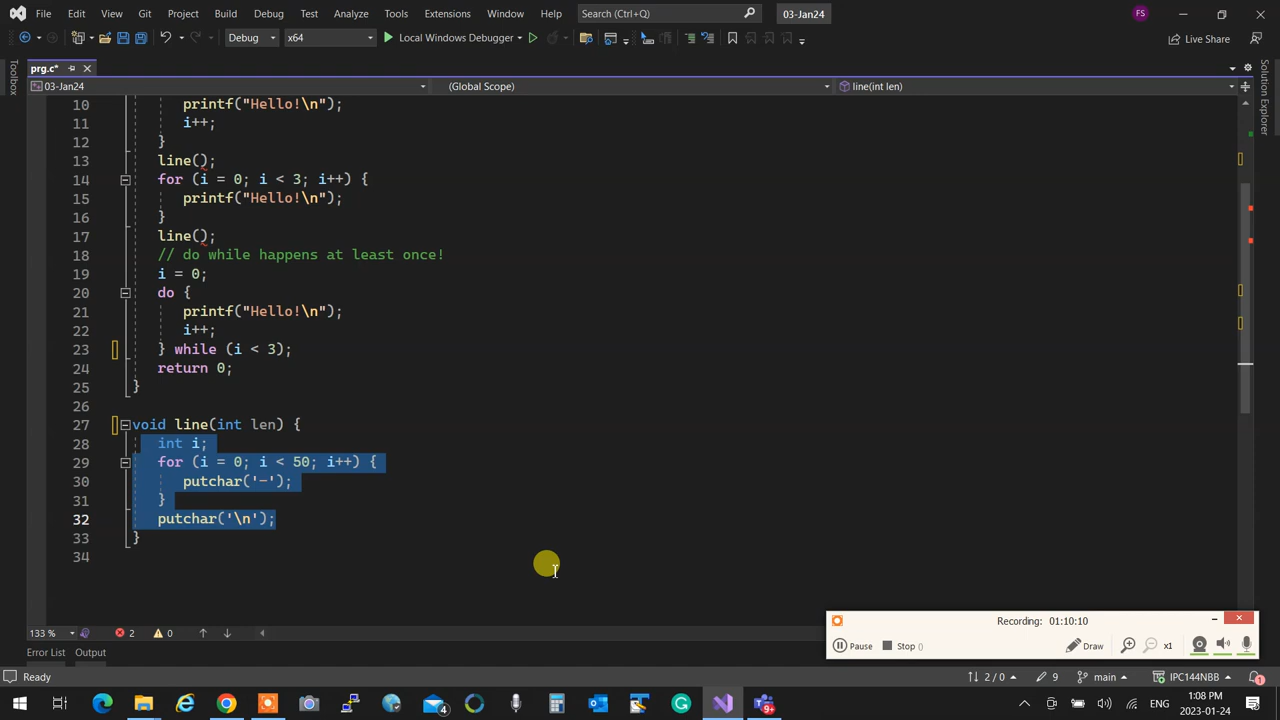 File Edit View Git Project Build Debug Test Analyze Tools Extensions Window Help Search (Ctrl+Q) 03-Jan24 FS
Debug x64 Local Windows Debugger Live Share
prg.c*
03-Jan24 (Global Scope) line(int len)
Toolbox
Solution Explorer
10 printf("Hello!\n");
11 i++;
12 }
13 line();
14 for (i = 0; i < 3; i++) {
15 printf("Hello!\n");
16 }
17 line();
18 // do while happens at least once!
19 i = 0;
20 do {
21 printf("Hello!\n");
22 i++;
23 } while (i < 3);
24 return 0;
25 }
26
27 void line(int len) {
28 int i;
29 for (i = 0; i < 50; i++) {
30 putchar('-');
31 }
32 putchar('\n');
33 }
34
Recording: 01:10:10
Pause Stop () Draw x1
133 % 2 0
Error List Output
Ready 2 / 0 9 main IPC144NBB 1
4 9+ ENG 1:08 PM
2023-01-24